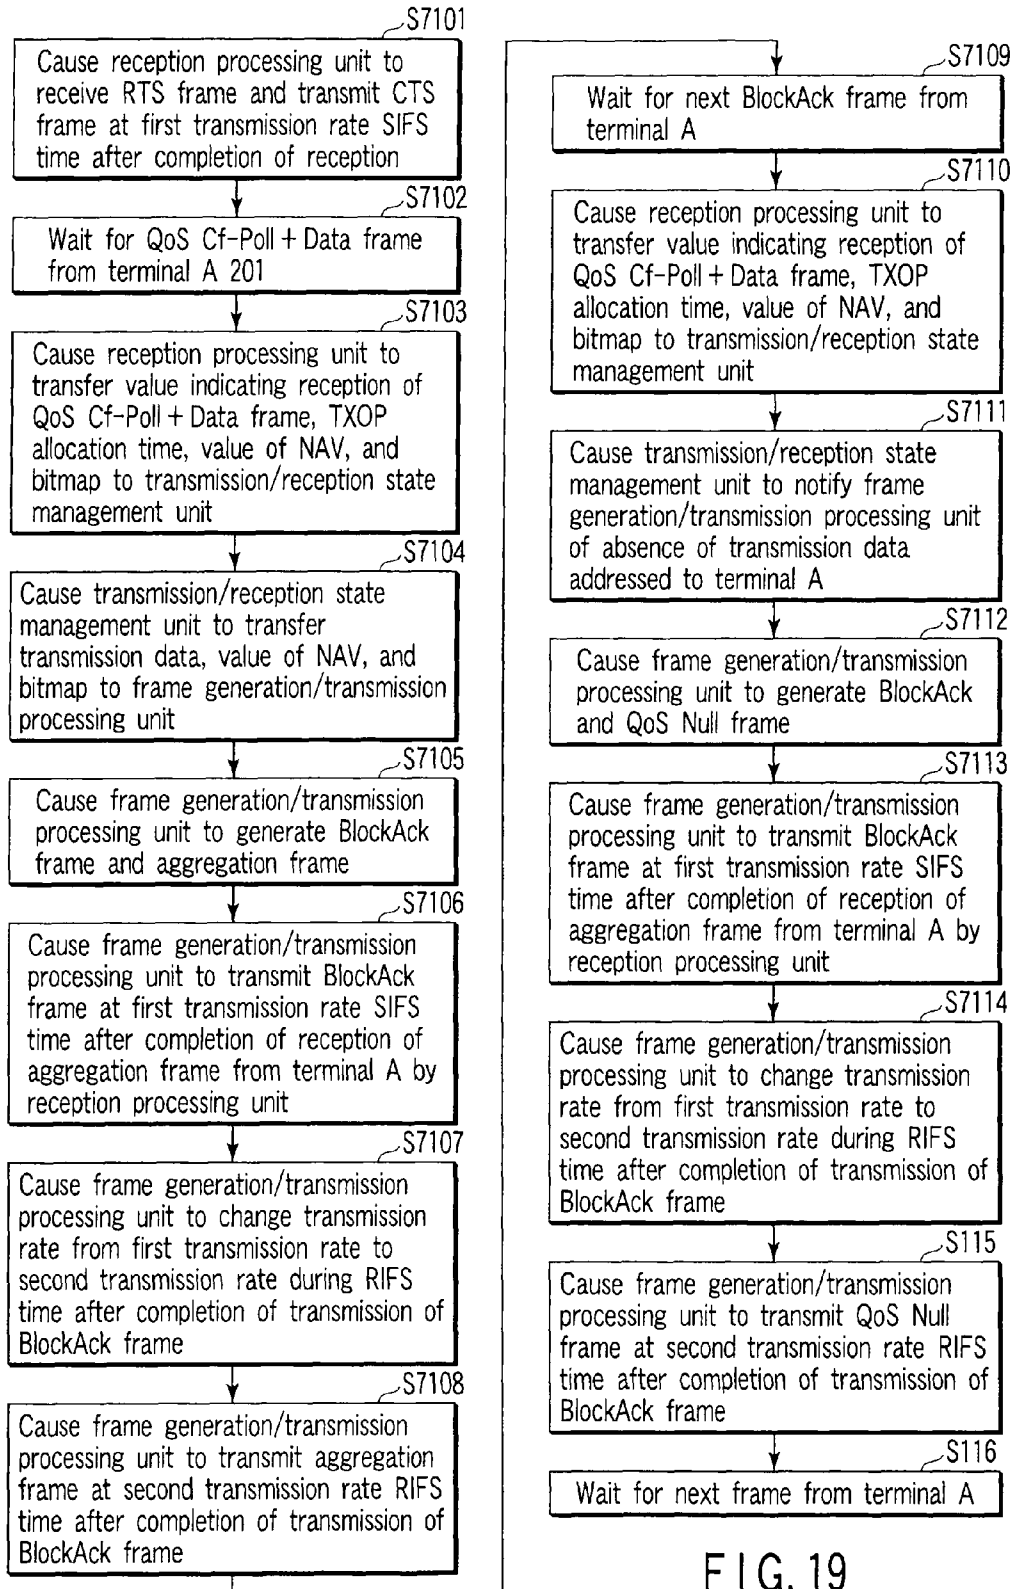 S7101
Cause reception processing unit to
receive RTS frame and transmit CTS
frame at first transmission rate SIFS
time after completion of reception
S7102
Wait for QoS Cf-Poll + Data frame
from terminal A 201
S7103
Cause reception processing unit to
transfer value indicating reception of
QoS Cf-Poll + Data frame, TXOP
allocation time, value of NAV, and
bitmap to transmission/reception state
management unit
S7104
Cause transmission/reception state
management unit to transfer
transmission data, value of NAV, and
bitmap to frame generation/transmission
processing unit
S7105
Cause frame generation/transmission
processing unit to generate BlockAck
frame and aggregation frame
S7106
Cause frame generation/transmission
processing unit to transmit BlockAck
frame at first transmission rate SIFS
time after completion of reception of
aggregation frame from terminal A by
reception processing unit
S7107
Cause frame generation/transmission
processing unit to change transmission
rate from first transmission rate to
second transmission rate during RIFS
time after completion of transmission of
BlockAck frame
S7108
Cause frame generation/transmission
processing unit to transmit aggregation
frame at second transmission rate RIFS
time after completion of transmission of
BlockAck frame
S7109
Wait for next BlockAck frame from
terminal A
S7110
Cause reception processing unit to
transfer value indicating reception of
QoS Cf-Poll + Data frame, TXOP
allocation time, value of NAV, and
bitmap to transmission/reception state
management unit
S7111
Cause transmission/reception state
management unit to notify frame
generation/transmission processing unit
of absence of transmission data
addressed to terminal A
S7112
Cause frame generation/transmission
processing unit to generate BlockAck
and QoS Null frame
S7113
Cause frame generation/transmission
processing unit to transmit BlockAck
frame at first transmission rate SIFS
time after completion of reception of
aggregation frame from terminal A by
reception processing unit
S7114
Cause frame generation/transmission
processing unit to change transmission
rate from first transmission rate to
second transmission rate during RIFS
time after completion of transmission of
BlockAck frame
S115
Cause frame generation/transmission
processing unit to transmit QoS Null
frame at second transmission rate RIFS
time after completion of transmission of
BlockAck frame
S116
Wait for next frame from terminal A
FIG. 19